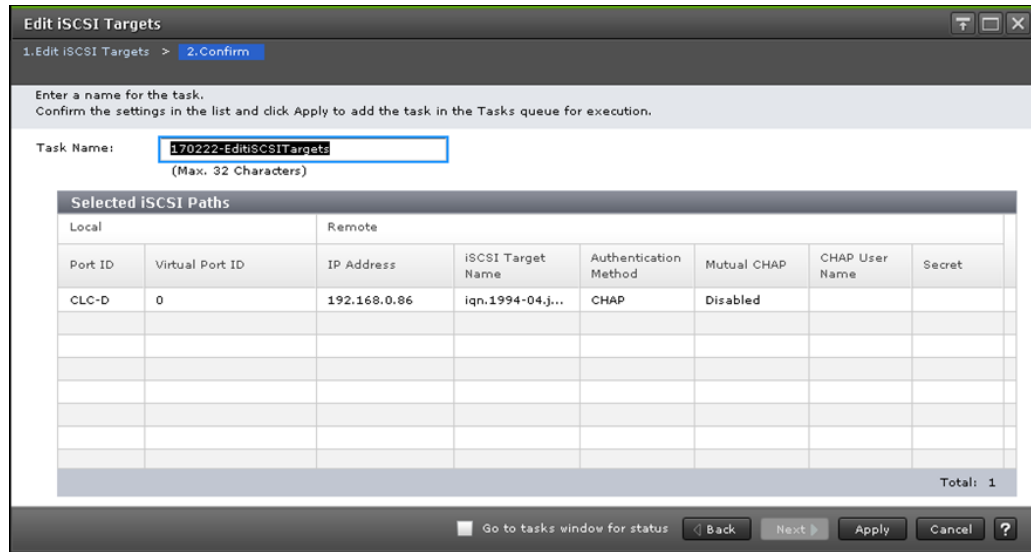 Edit iSCSI Targets
1.Edit iSCSI Targets > 2.Confirm
Enter a name for the task.
Confirm the settings in the list and click Apply to add the task in the Tasks queue for execution.
Task Name: 170222-EditiSCSITargets
(Max. 32 Characters)
Selected iSCSI Paths
Local Remote
Port ID Virtual Port ID IP Address iSCSI Target Name Authentication Method Mutual CHAP CHAP User Name Secret
CLC-D 0 192.168.0.86 iqn.1994-04.j... CHAP Disabled
Total: 1
Go to tasks window for status Back Next Apply Cancel ?